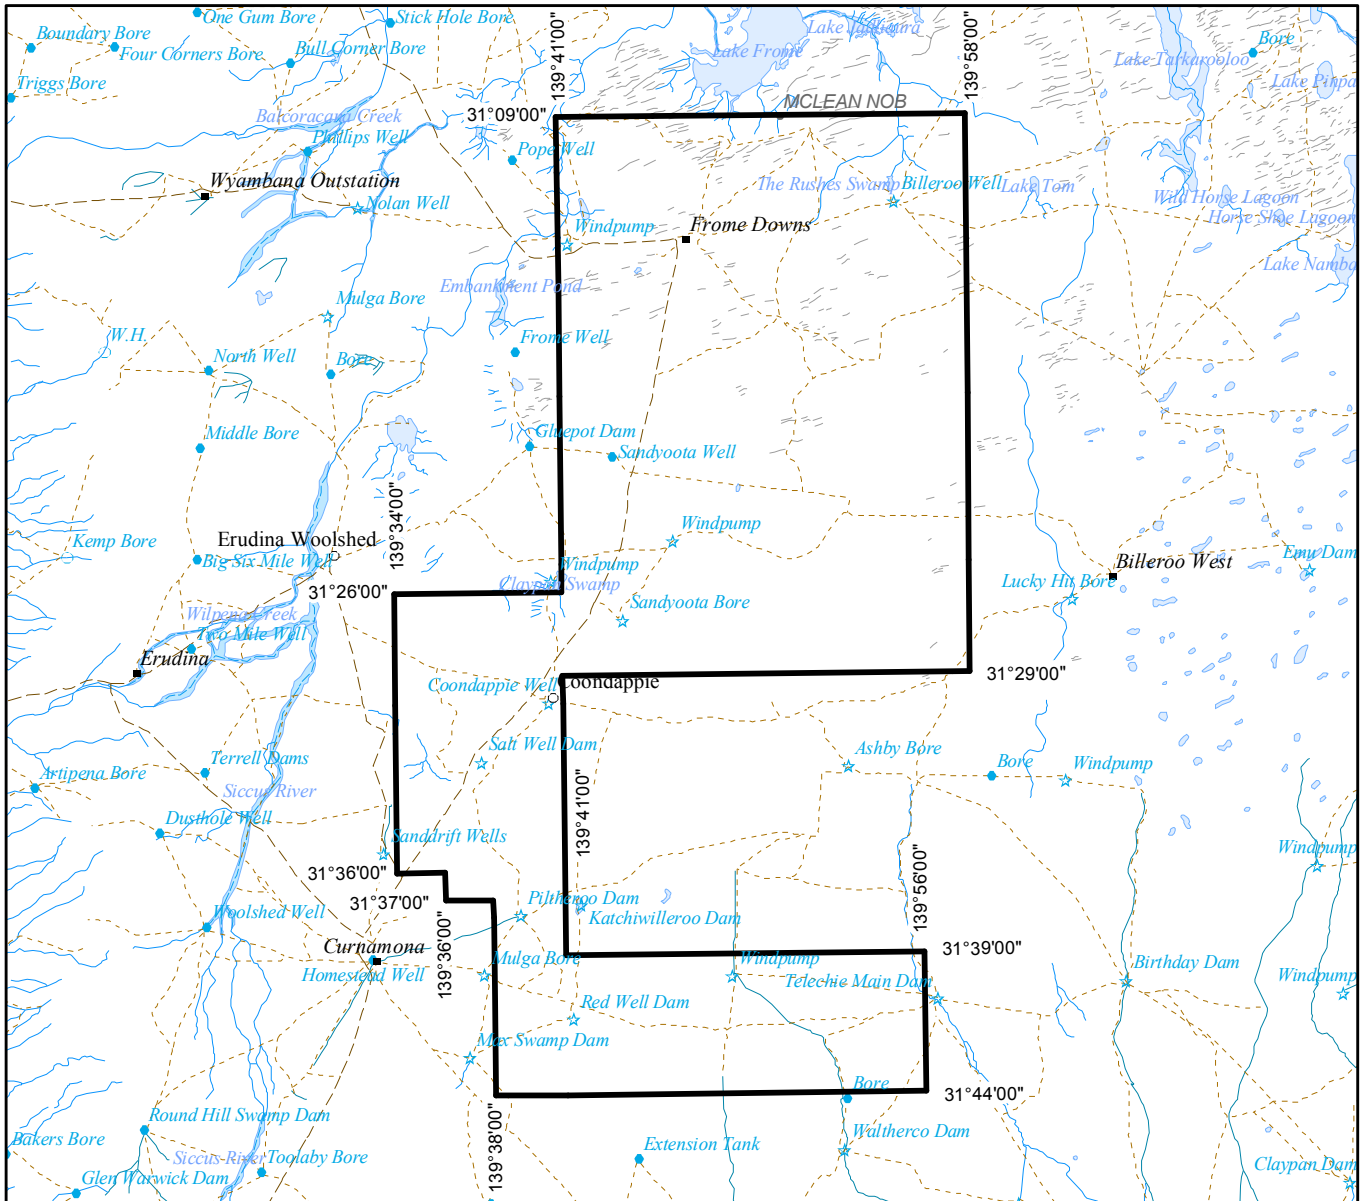 One Gum Bore
Stick Hole Bore
Boundary Bore
Four Corners Bore
Bull Corner Bore
Triggs Bore
139°41'00"
139°58'00"
Lake Frome
Lake Tarkarooloo
Bore
Lake Pinpa
MCLEAN NOB
31°09'00"
Balcoracana Creek
Phillips Well
Pope Well
Wyambana Outstation
Nolan Well
The Rushes Swamp
Billeroo Well
Lake Tom
Wild Horse Lagoon
Horse Shoe Lagoon
Windpump
Frome Downs
Lake Namba
Embankment Pond
Mulga Bore
W.H.
North Well
Bore
Frome Well
Middle Bore
Gluepot Dam
Sandyoota Well
139°34'00"
Windpump
Kemp Bore
Erudina Woolshed
Big Six Mile Well
Windpump
Claypan Swamp
Billeroo West
Emu Dam
Lucky Hit Bore
31°26'00"
Sandyoota Bore
Wilpena Creek
Two Mile Well
Erudina
31°29'00"
Coondappie Well
Coondappie
Salt Well Dam
Ashby Bore
Bore
Windpump
Artipena Bore
Terrell Dams
Siccus River
139°41'00"
Dusthole Well
Sanddrift Wells
139°56'00"
Windpump
31°36'00"
31°37'00"
Piltheroo Dam
Katchiwilleroo Dam
Woolshed Well
139°36'00"
Curnamona
Homestead Well
31°39'00"
Mulga Bore
Windpump
Telechie Main Dam
Birthday Dam
Windpump
Red Well Dam
Max Swamp Dam
Bore
31°44'00"
139°38'00"
Round Hill Swamp Dam
Bakers Bore
Siccus River
Toolaby Bore
Glen Warwick Dam
Extension Tank
Waltherco Dam
Claypan Dam